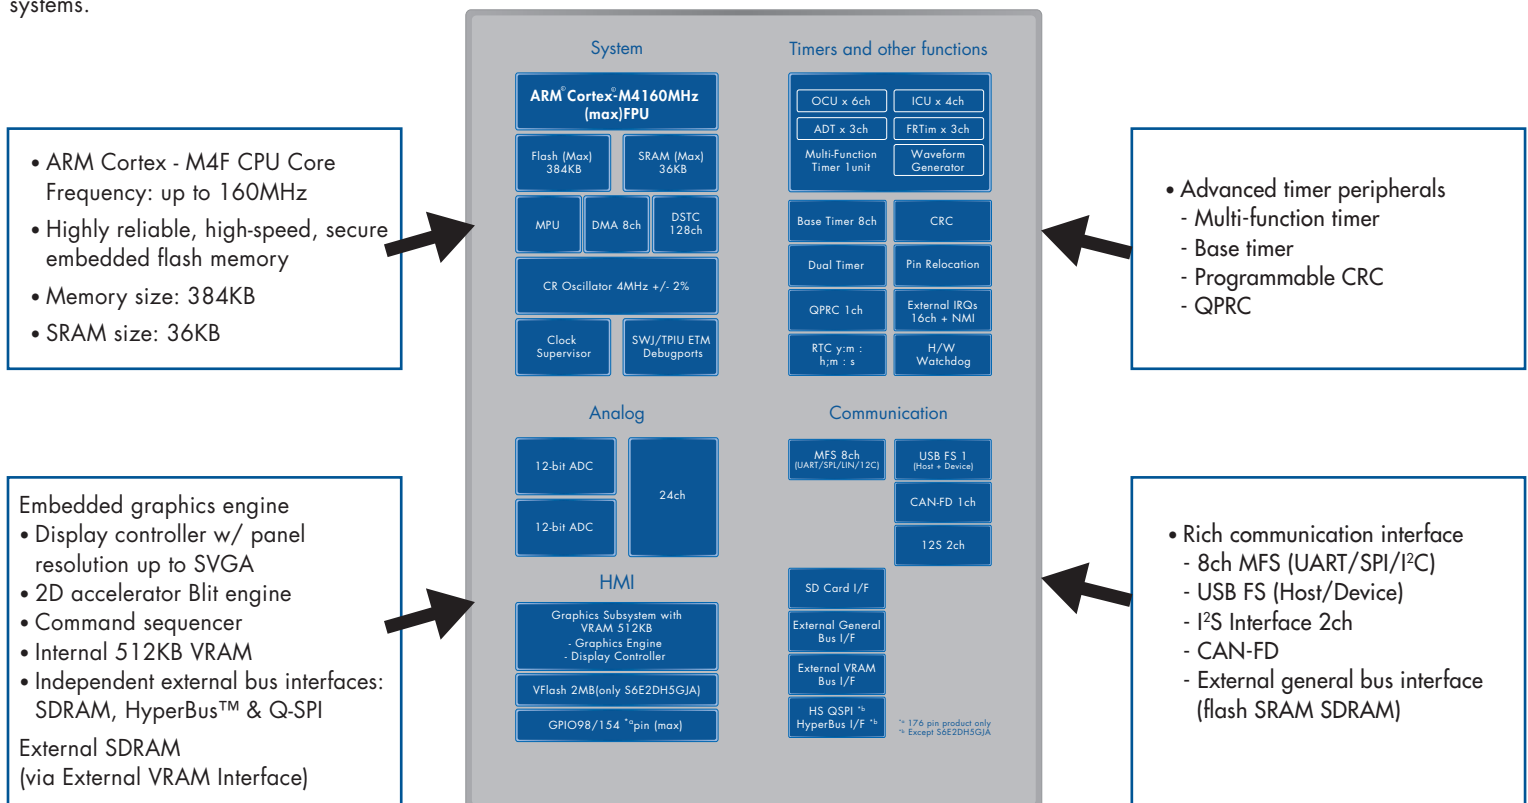 systems.
• ARM Cortex - M4F CPU Core
Frequency: up to 160MHz
• Highly reliable, high-speed, secure
embedded flash memory
• Memory size: 384KB
• SRAM size: 36KB
Embedded graphics engine
• Display controller w/ panel
resolution up to SVGA
• 2D accelerator Blit engine
• Command sequencer
• Internal 512KB VRAM
• Independent external bus interfaces:
SDRAM, HyperBus™ & Q-SPI
External SDRAM
(via External VRAM Interface)
System
ARM® Cortex®-M4160MHz
(max)FPU
Flash (Max)
384KB
SRAM (Max)
36KB
MPU
DMA 8ch
DSTC
128ch
CR Oscillator 4MHz +/- 2%
Clock
Supervisor
SWJ/TPIU ETM
Debugports
Analog
12-bit ADC
12-bit ADC
24ch
HMI
Graphics Subsystem with
VRAM 512KB
- Graphics Engine
- Display Controller
VFlash 2MB(only S6E2DH5GJA)
GPIO98/154 *ᵃpin (max)
Timers and other functions
OCU x 6ch
ICU x 4ch
ADT x 3ch
FRTim x 3ch
Multi-Function
Timer 1unit
Waveform
Generator
Base Timer 8ch
CRC
Dual Timer
Pin Relocation
QPRC 1ch
External IRQs
16ch + NMI
RTC y:m :
h;m : s
H/W
Watchdog
Communication
MFS 8ch
(UART/SPL/LIN/12C)
USB FS 1
(Host + Device)
CAN-FD 1ch
12S 2ch
SD Card I/F
External General
Bus I/F
External VRAM
Bus I/F
HS QSPI *ᵇ
HyperBus I/F *ᵇ
*ᵃ 176 pin product only
*ᵇ Except S6E2DH5GJA
• Advanced timer peripherals
- Multi-function timer
- Base timer
- Programmable CRC
- QPRC
• Rich communication interface
- 8ch MFS (UART/SPI/I²C)
- USB FS (Host/Device)
- I²S Interface 2ch
- CAN-FD
- External general bus interface
(flash SRAM SDRAM)